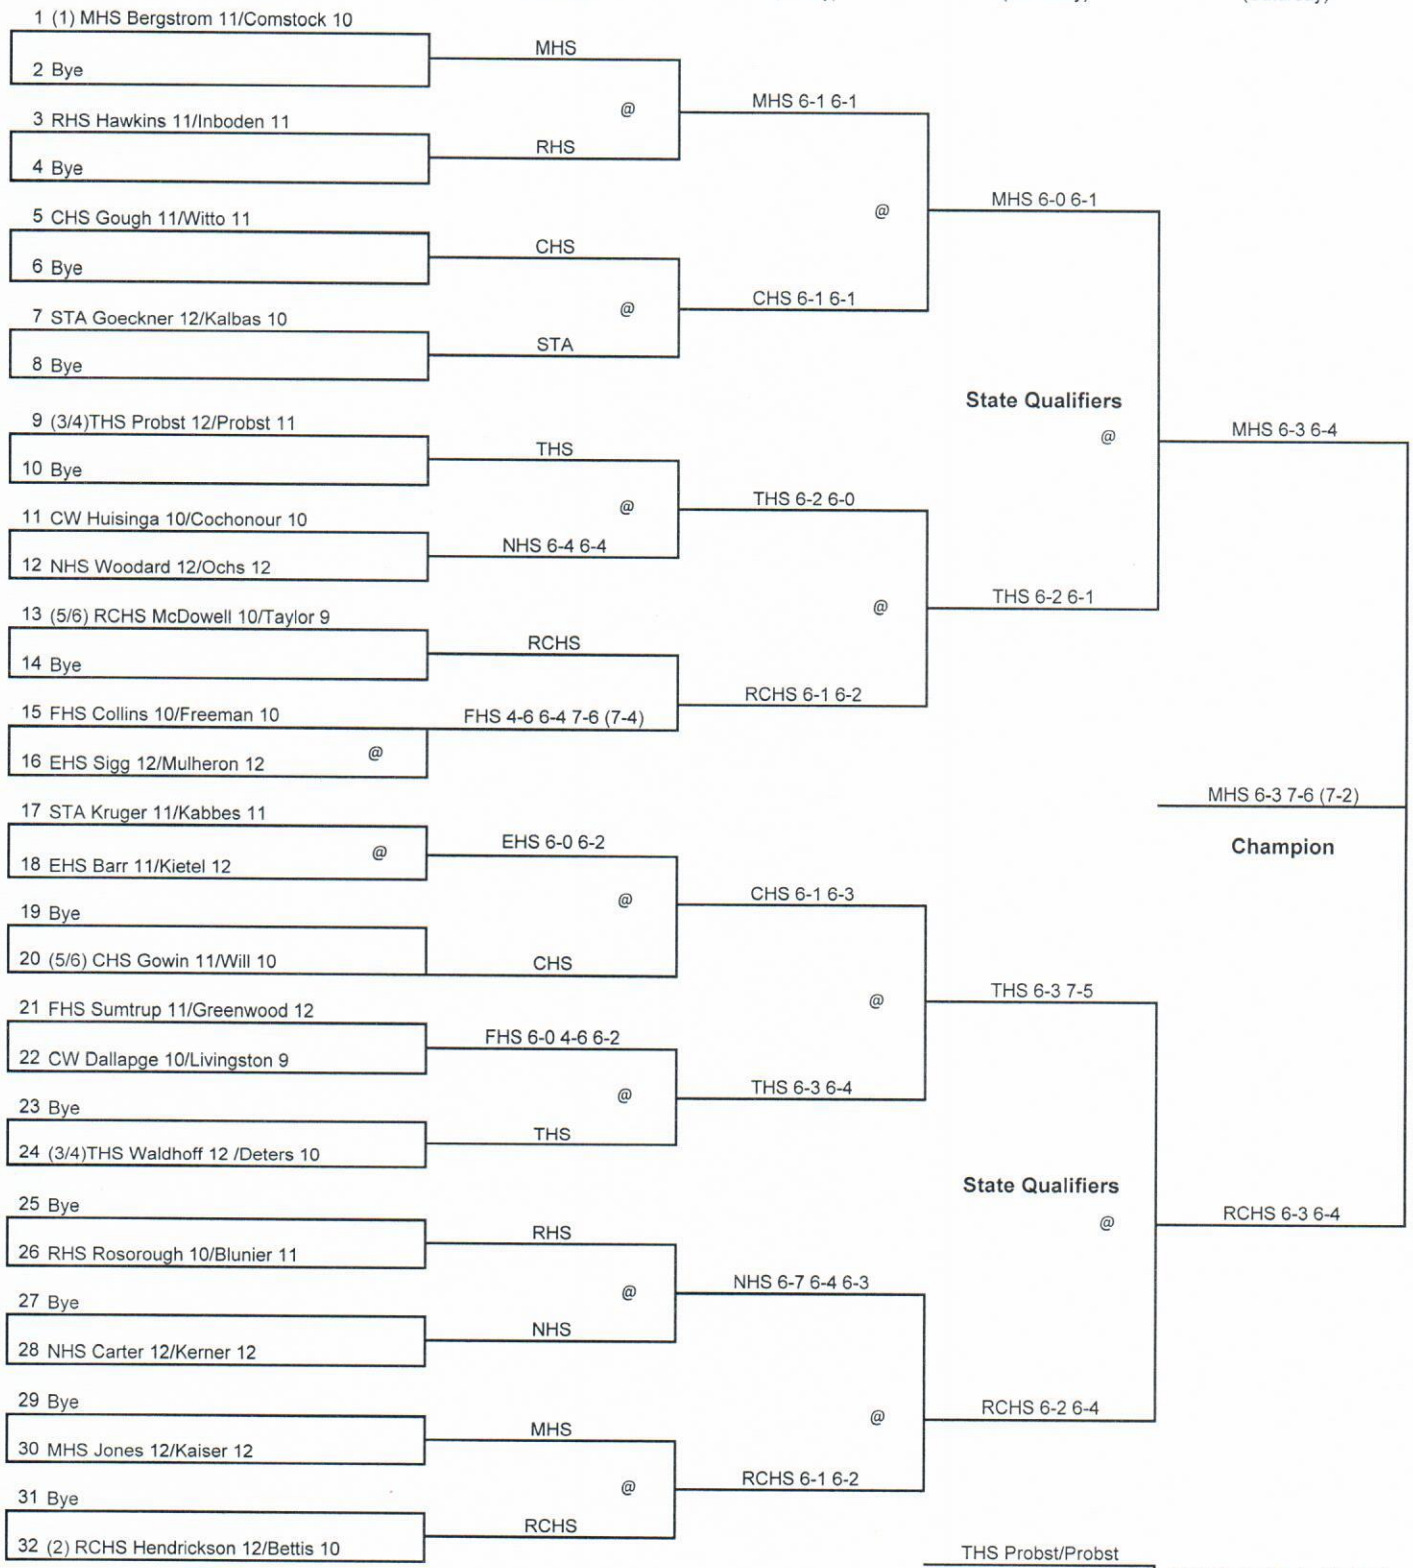 1 (1) MHS Bergstrom 11/Comstock 10
2 Bye
MHS
3 RHS Hawkins 11/Inboden 11
4 Bye
RHS
@
MHS 6-1 6-1
5 CHS Gough 11/Witto 11
6 Bye
CHS
7 STA Goeckner 12/Kalbas 10
8 Bye
STA
@
CHS 6-1 6-1
@
MHS 6-0 6-1
9 (3/4)THS Probst 12/Probst 11
10 Bye
THS
11 CW Huisinga 10/Cochonour 10
12 NHS Woodard 12/Ochs 12
NHS 6-4 6-4
@
THS 6-2 6-0
13 (5/6) RCHS McDowell 10/Taylor 9
14 Bye
RCHS
15 FHS Collins 10/Freeman 10
16 EHS Sigg 12/Mulheron 12
@
FHS 4-6 6-4 7-6 (7-4)
RCHS 6-1 6-2
@
THS 6-2 6-1
State Qualifiers
@
MHS 6-3 6-4
17 STA Kruger 11/Kabbes 11
18 EHS Barr 11/Kietel 12
@
EHS 6-0 6-2
19 Bye
20 (5/6) CHS Gowin 11/Will 10
CHS
@
CHS 6-1 6-3
21 FHS Sumtrup 11/Greenwood 12
22 CW Dallapge 10/Livingston 9
FHS 6-0 4-6 6-2
23 Bye
24 (3/4)THS Waldhoff 12 /Deters 10
THS
@
THS 6-3 6-4
@
THS 6-3 7-5
25 Bye
26 RHS Rosorough 10/Blunier 11
RHS
27 Bye
28 NHS Carter 12/Kerner 12
NHS
@
NHS 6-7 6-4 6-3
29 Bye
30 MHS Jones 12/Kaiser 12
MHS
31 Bye
32 (2) RCHS Hendrickson 12/Bettis 10
RCHS
@
RCHS 6-1 6-2
@
RCHS 6-2 6-4
State Qualifiers
@
RCHS 6-3 6-4
MHS 6-3 7-6 (7-2)
Champion
THS Probst/Probst